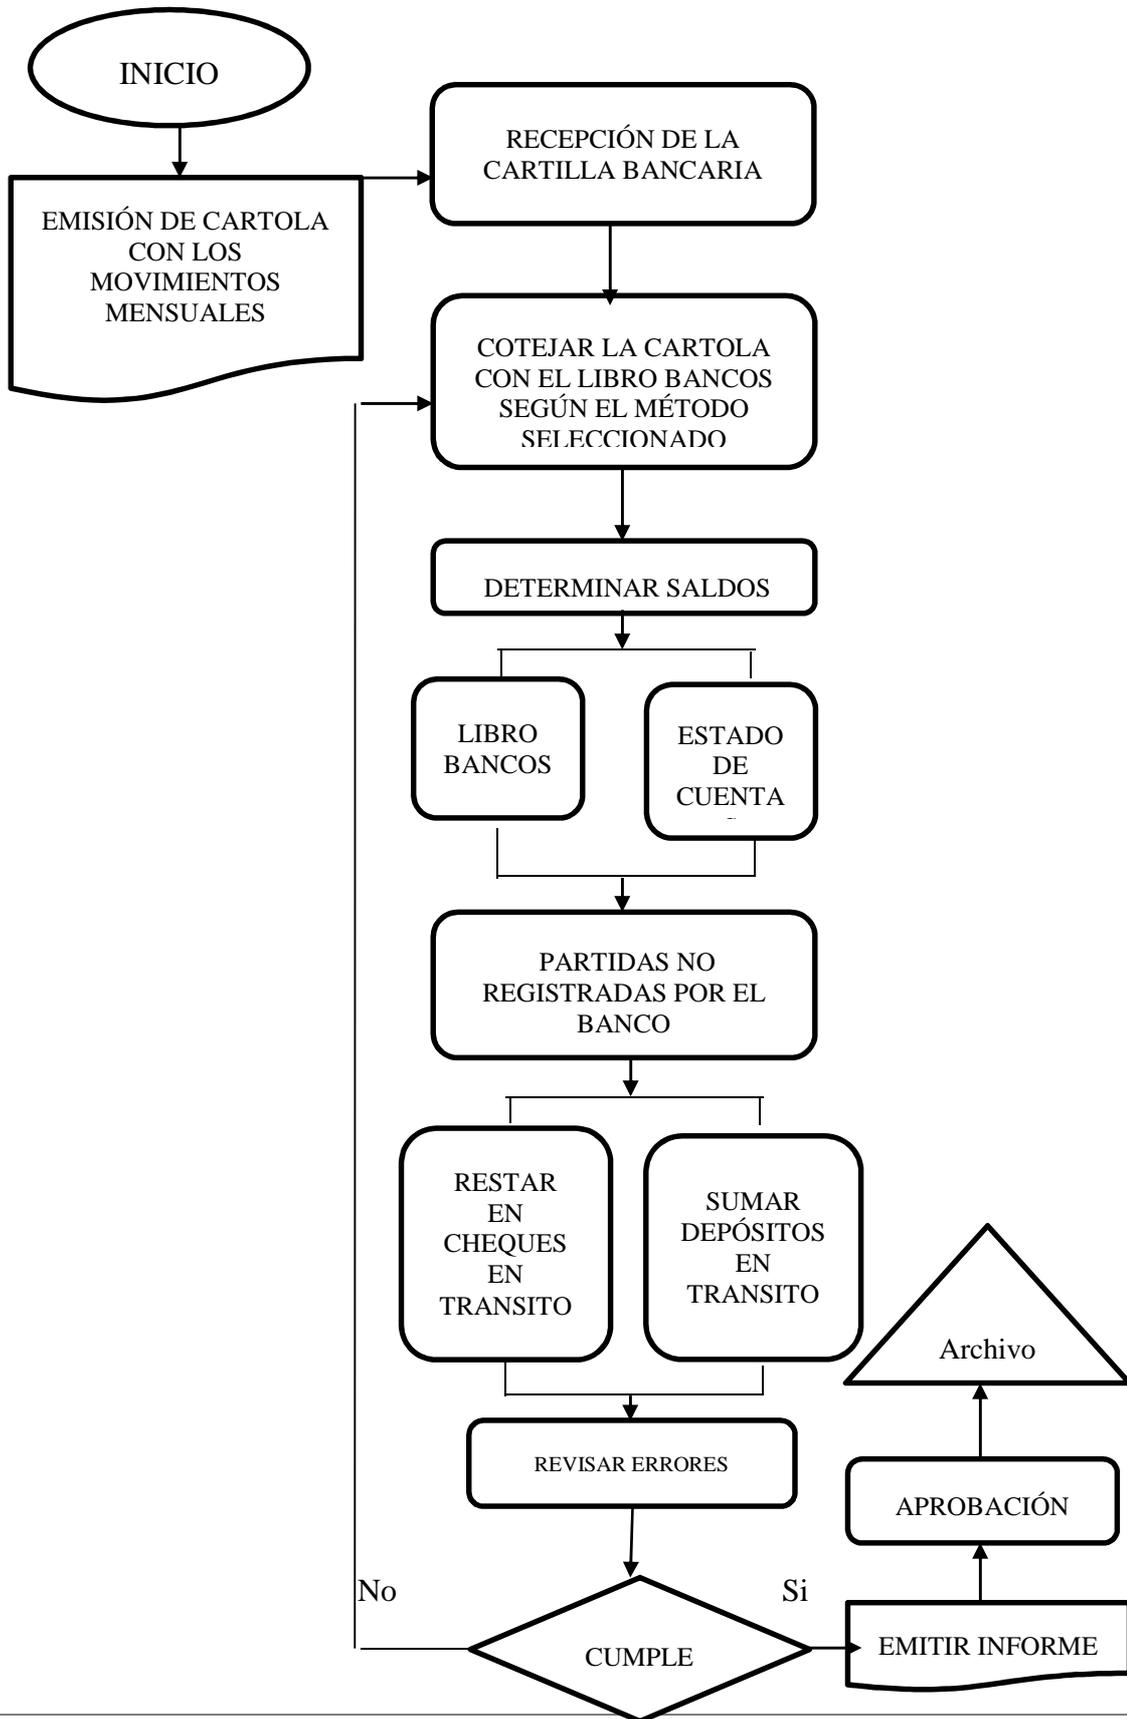 INICIO
RECEPCIÓN DE LA
CARTILLA BANCARIA
EMISIÓN DE CARTOLA
CON LOS
MOVIMIENTOS
MENSUALES
COTEJAR LA CARTOLA
CON EL LIBRO BANCOS
SEGÚN EL MÉTODO
SELECCIONADO
DETERMINAR SALDOS
LIBRO
BANCOS
ESTADO
DE
CUENTA
PARTIDAS NO
REGISTRADAS POR EL
BANCO
RESTAR
EN
CHEQUES
EN
TRANSITO
SUMAR
DEPÓSITOS
EN
TRANSITO
Archivo
REVISAR ERRORES
APROBACIÓN
No
Si
CUMPLE
EMITIR INFORME